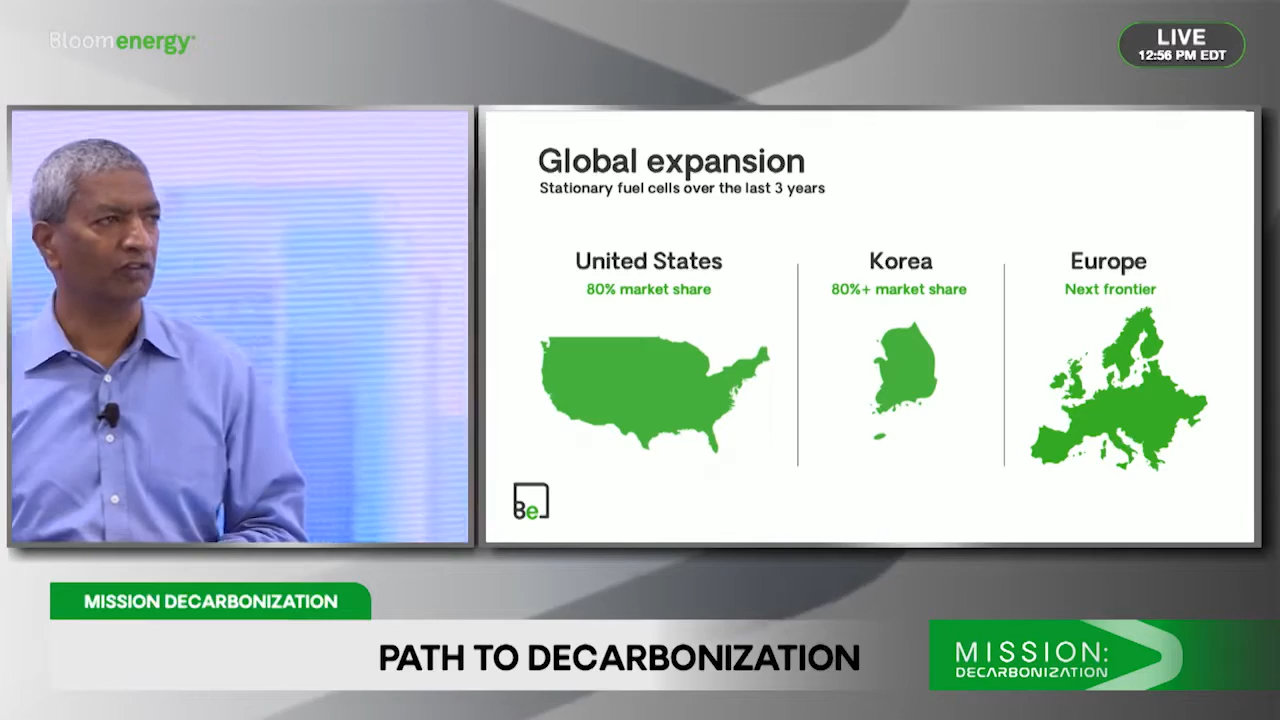 Bloomenergy
LIVE
12:56 PM EDT
Global expansion
Stationary fuel cells over the last 3 years
United States
80% market share
Korea
80%+ market share
Europe
Next frontier
Be
MISSION DECARBONIZATION
PATH TO DECARBONIZATION
MISSION:
DECARBONIZATION